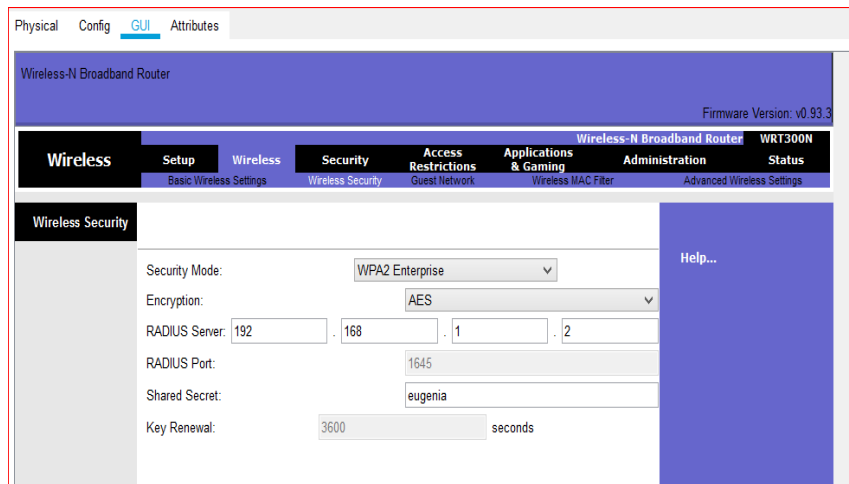 Physical Config GUI Attributes
Wireless-N Broadband Router
Firmware Version: v0.93.3
Wireless-N Broadband Router WRT300N
Wireless
Setup Wireless Security Access Restrictions Applications & Gaming Administration Status
Basic Wireless Settings Wireless Security Guest Network Wireless MAC Filter Advanced Wireless Settings
Wireless Security
Help...
Security Mode: WPA2 Enterprise
Encryption: AES
RADIUS Server: 192 . 168 . 1 . 2
RADIUS Port: 1645
Shared Secret: eugenia
Key Renewal: 3600 seconds